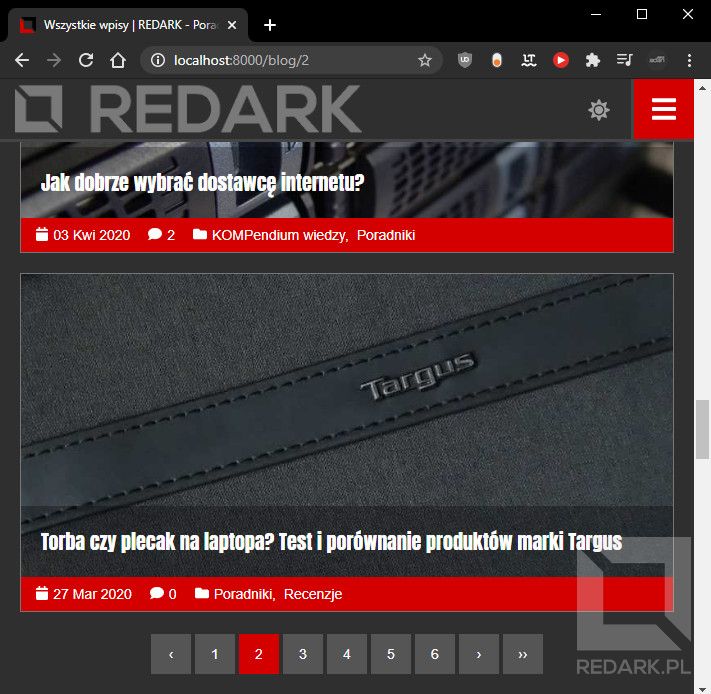 Wszystkie wpisy | REDARK - Pora
localhost:8000/blog/2
REDARK
Jak dobrze wybrać dostawcę internetu?
03 Kwi 2020 2 KOMPendium wiedzy, Poradniki
Targus
Torba czy plecak na laptopa? Test i porównanie produktów marki Targus
27 Mar 2020 0 Poradniki, Recenzje
‹ 1 2 3 4 5 6 › ››
REDARK.PL